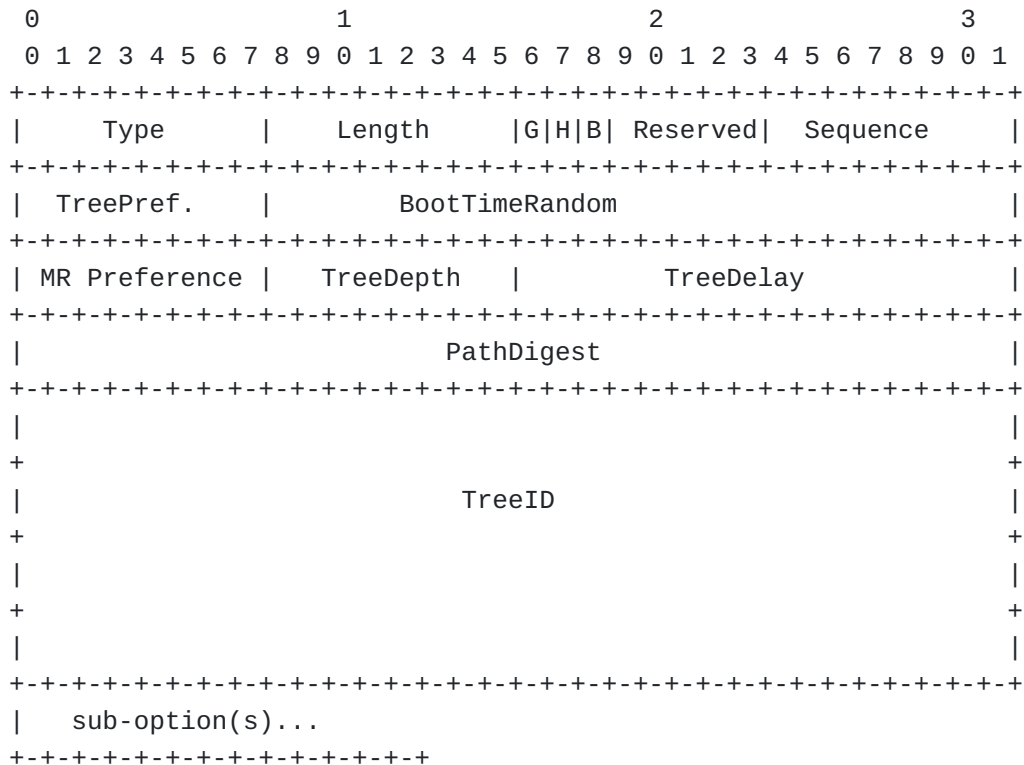 0                   1                   2                   3
 0 1 2 3 4 5 6 7 8 9 0 1 2 3 4 5 6 7 8 9 0 1 2 3 4 5 6 7 8 9 0 1
+-+-+-+-+-+-+-+-+-+-+-+-+-+-+-+-+-+-+-+-+-+-+-+-+-+-+-+-+-+-+-+-+
|     Type      |    Length     |G|H|B| Reserved|  Sequence     |
+-+-+-+-+-+-+-+-+-+-+-+-+-+-+-+-+-+-+-+-+-+-+-+-+-+-+-+-+-+-+-+-+
|  TreePref.    |        BootTimeRandom                         |
+-+-+-+-+-+-+-+-+-+-+-+-+-+-+-+-+-+-+-+-+-+-+-+-+-+-+-+-+-+-+-+-+
| MR Preference |   TreeDepth   |         TreeDelay             |
+-+-+-+-+-+-+-+-+-+-+-+-+-+-+-+-+-+-+-+-+-+-+-+-+-+-+-+-+-+-+-+-+
|                           PathDigest                          |
+-+-+-+-+-+-+-+-+-+-+-+-+-+-+-+-+-+-+-+-+-+-+-+-+-+-+-+-+-+-+-+-+
|                                                               |
+                                                               +
|                            TreeID                             |
+                                                               +
|                                                               |
+                                                               +
|                                                               |
+-+-+-+-+-+-+-+-+-+-+-+-+-+-+-+-+-+-+-+-+-+-+-+-+-+-+-+-+-+-+-+-+
|   sub-option(s)...
+-+-+-+-+-+-+-+-+-+-+-+-+-+